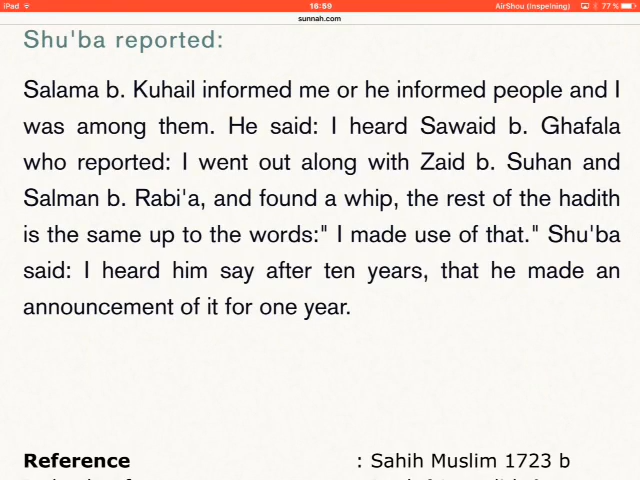 iPad 16:59 AirShou (Inspelning) 77 %
sunnah.com
Shu'ba reported:
Salama b. Kuhail informed me or he informed people and I
was among them. He said: I heard Sawaid b. Ghafala
who reported: I went out along with Zaid b. Suhan and
Salman b. Rabi'a, and found a whip, the rest of the hadith
is the same up to the words:" I made use of that." Shu'ba
said: I heard him say after ten years, that he made an
announcement of it for one year.
Reference : Sahih Muslim 1723 b